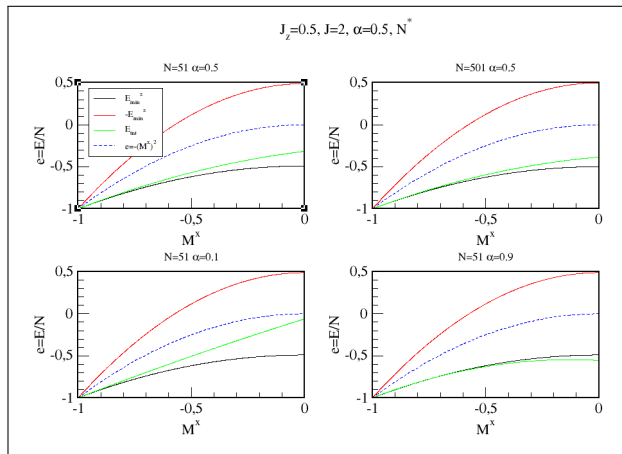 J_z=0.5, J=2, α=0.5, N^*
N=51 α=0.5
N=501 α=0.5
0,5
0
-0,5
-1
e=E/N
E_min^z
-E_min^z
E_int
e=-(M^x)^2
-1
-0,5
0
M^x
0,5
0
-0,5
-1
e=E/N
-1
-0,5
0
M^x
N=51 α=0.1
N=51 α=0.9
0,5
0
-0,5
-1
e=E/N
-1
-0,5
0
M^x
0,5
0
-0,5
-1
e=E/N
-1
-0,5
0
M^x